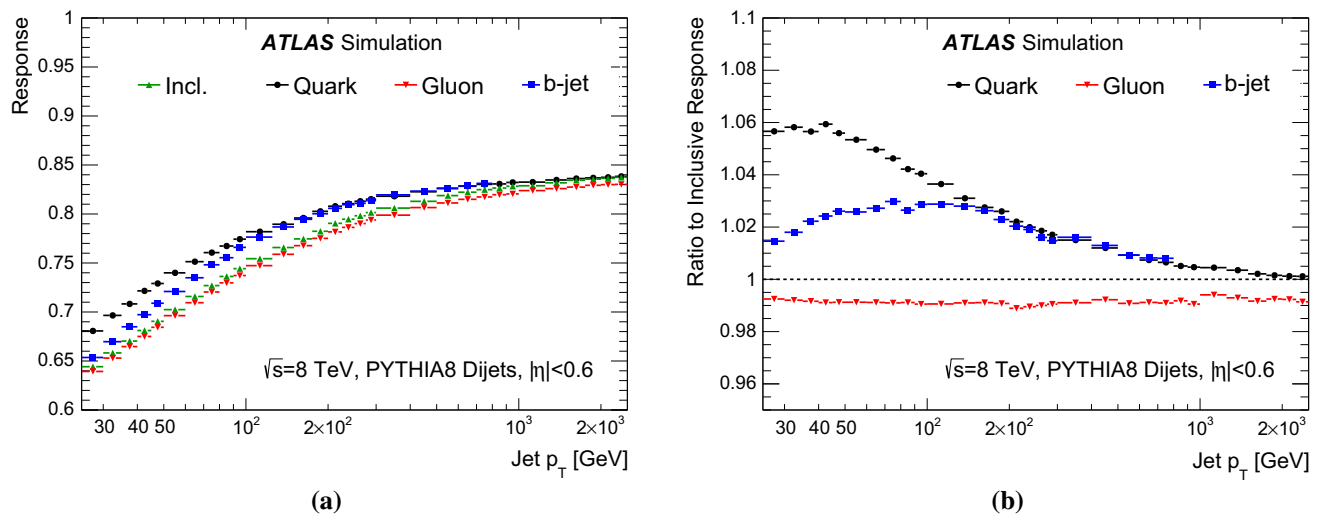 ATLAS Simulation
Incl. Quark Gluon b-jet
Response
1
0.95
0.9
0.85
0.8
0.75
0.7
0.65
0.6
√s=8 TeV, PYTHIA8 Dijets, |η|<0.6
30 40 50 10² 2×10² 10³ 2×10³
Jet p_T [GeV]
(a)
ATLAS Simulation
Quark Gluon b-jet
Ratio to Inclusive Response
1.1
1.08
1.06
1.04
1.02
1
0.98
0.96
√s=8 TeV, PYTHIA8 Dijets, |η|<0.6
30 40 50 10² 2×10² 10³ 2×10³
Jet p_T [GeV]
(b)